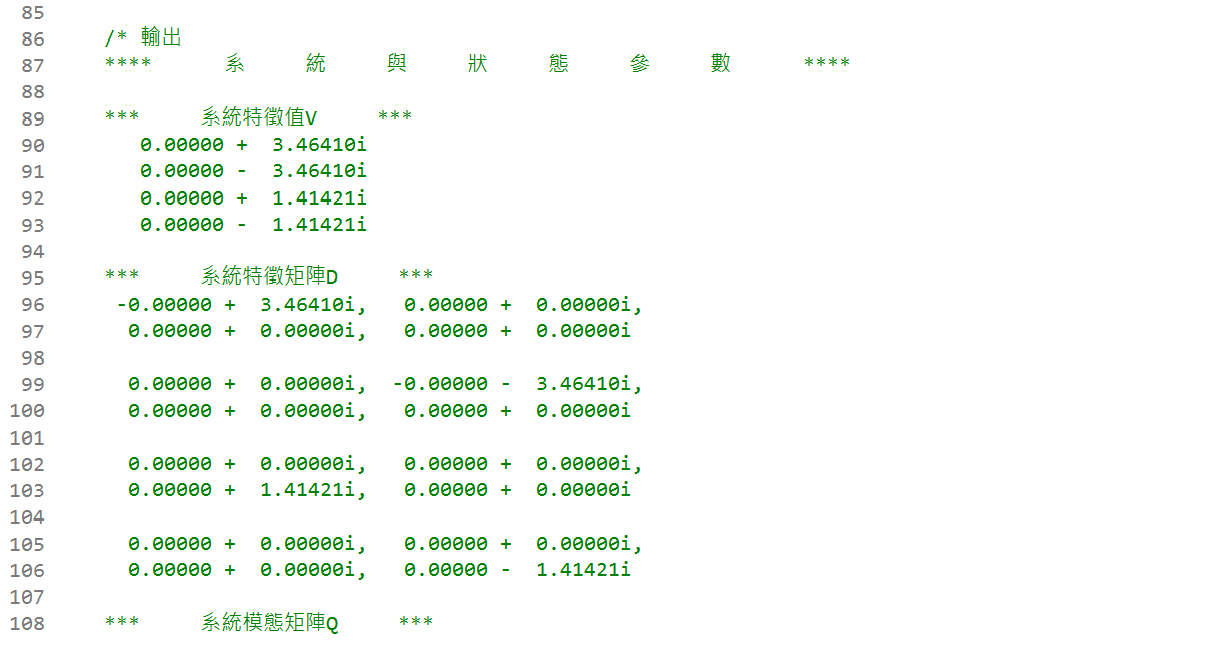 85
86 /* 輸出
87 **** 系 統 與 狀 態 參 數 ****
88
89 *** 系統特徵值V ***
90 0.00000 + 3.46410i
91 0.00000 - 3.46410i
92 0.00000 + 1.41421i
93 0.00000 - 1.41421i
94
95 *** 系統特徵矩陣D ***
96 -0.00000 + 3.46410i, 0.00000 + 0.00000i,
97 0.00000 + 0.00000i, 0.00000 + 0.00000i
98
99 0.00000 + 0.00000i, -0.00000 - 3.46410i,
100 0.00000 + 0.00000i, 0.00000 + 0.00000i
101
102 0.00000 + 0.00000i, 0.00000 + 0.00000i,
103 0.00000 + 1.41421i, 0.00000 + 0.00000i
104
105 0.00000 + 0.00000i, 0.00000 + 0.00000i,
106 0.00000 + 0.00000i, 0.00000 - 1.41421i
107
108 *** 系統模態矩陣Q ***